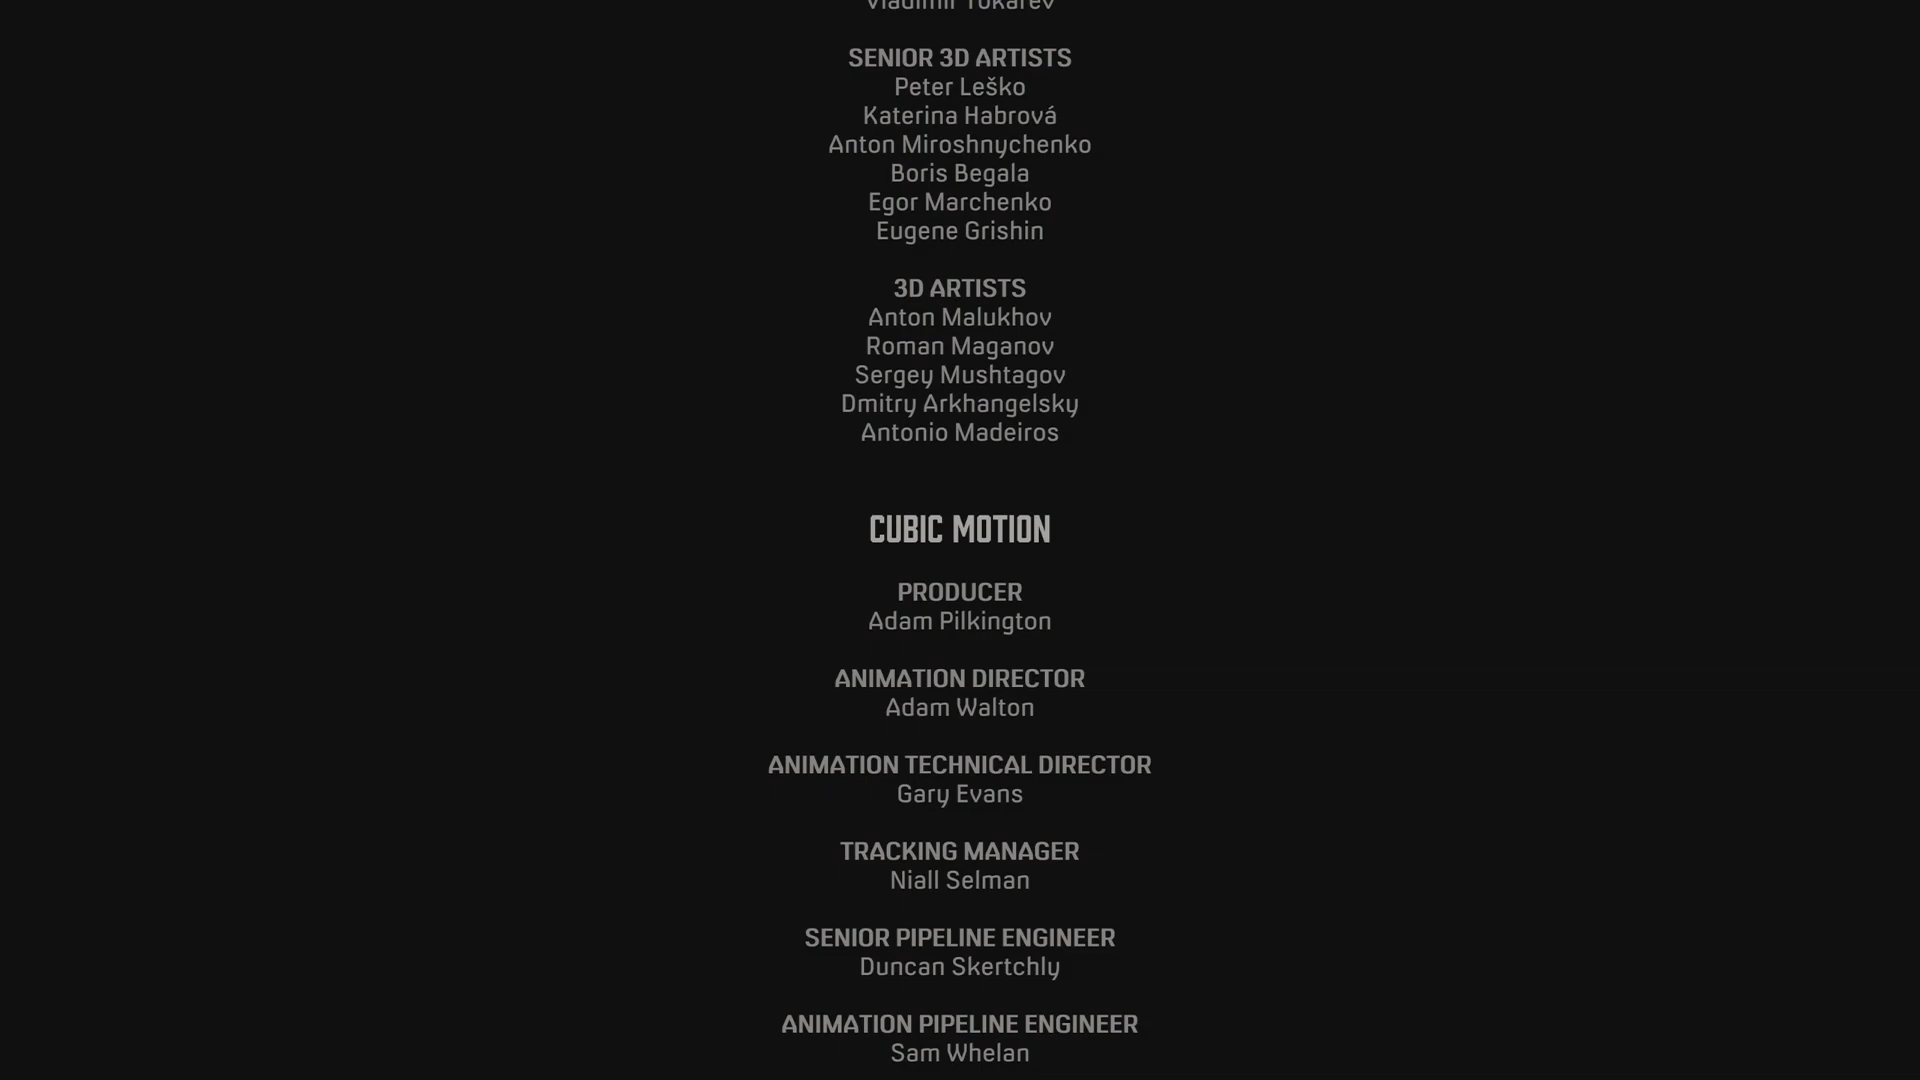 Vladimir Tokarev
SENIOR 3D ARTISTS
Peter Leško
Katerina Habrová
Anton Miroshnychenko
Boris Begala
Egor Marchenko
Eugene Grishin
3D ARTISTS
Anton Malukhov
Roman Maganov
Sergey Mushtagov
Dmitry Arkhangelsky
Antonio Madeiros
CUBIC MOTION
PRODUCER
Adam Pilkington
ANIMATION DIRECTOR
Adam Walton
ANIMATION TECHNICAL DIRECTOR
Gary Evans
TRACKING MANAGER
Niall Selman
SENIOR PIPELINE ENGINEER
Duncan Skertchly
ANIMATION PIPELINE ENGINEER
Sam Whelan